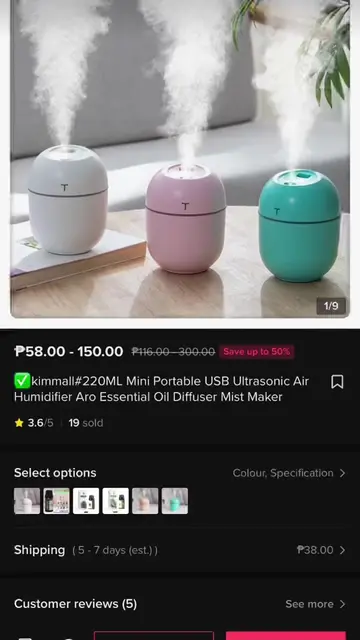 T
T
T
1/9
₱58.00 - 150.00 ₱116.00 - 300.00 Save up to 50%
✅kimmall#220ML Mini Portable USB Ultrasonic Air
Humidifier Aro Essential Oil Diffuser Mist Maker
3.6/5 19 sold
Select options Colour, Specification >
Shipping ( 5 - 7 days (est.) ) ₱38.00 >
Customer reviews (5) See more >